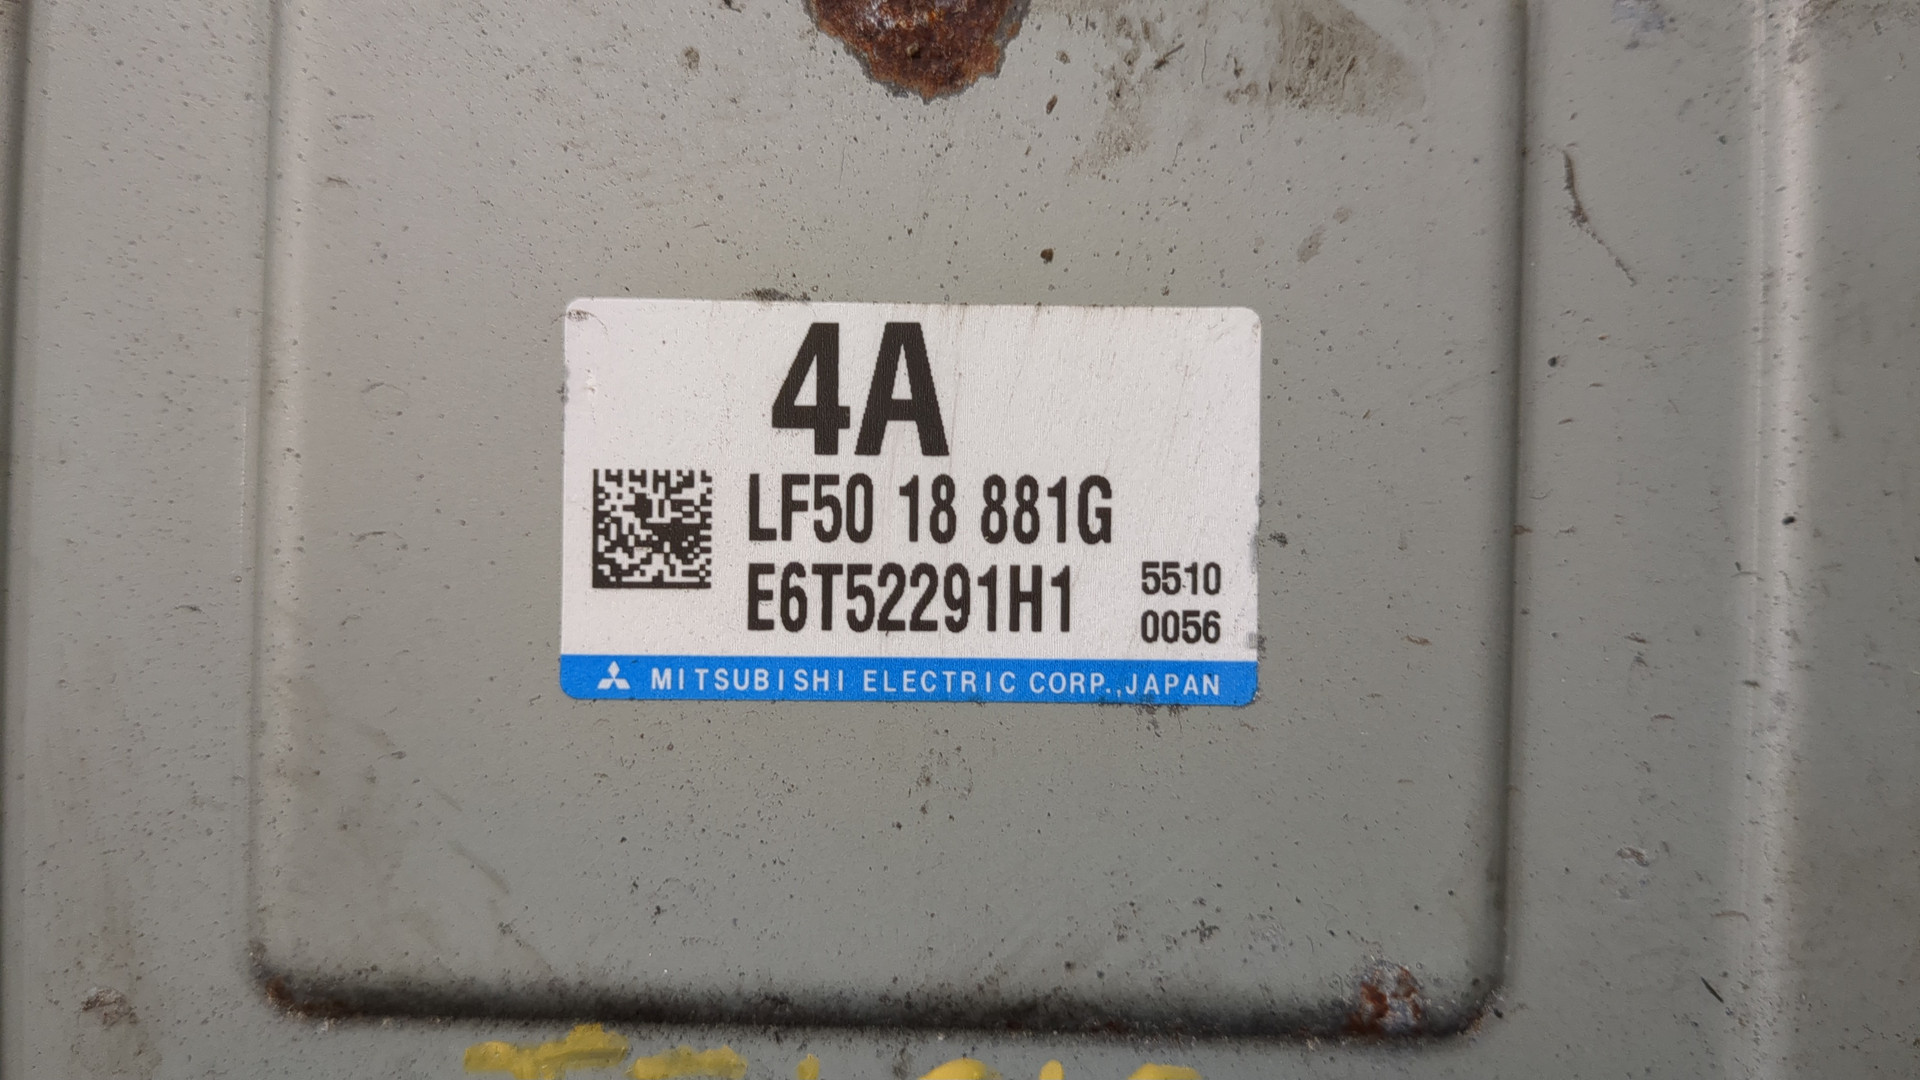 4A
LF50 18 881G
E6T52291H1
5510
0056
MITSUBISHI ELECTRIC CORP.,JAPAN